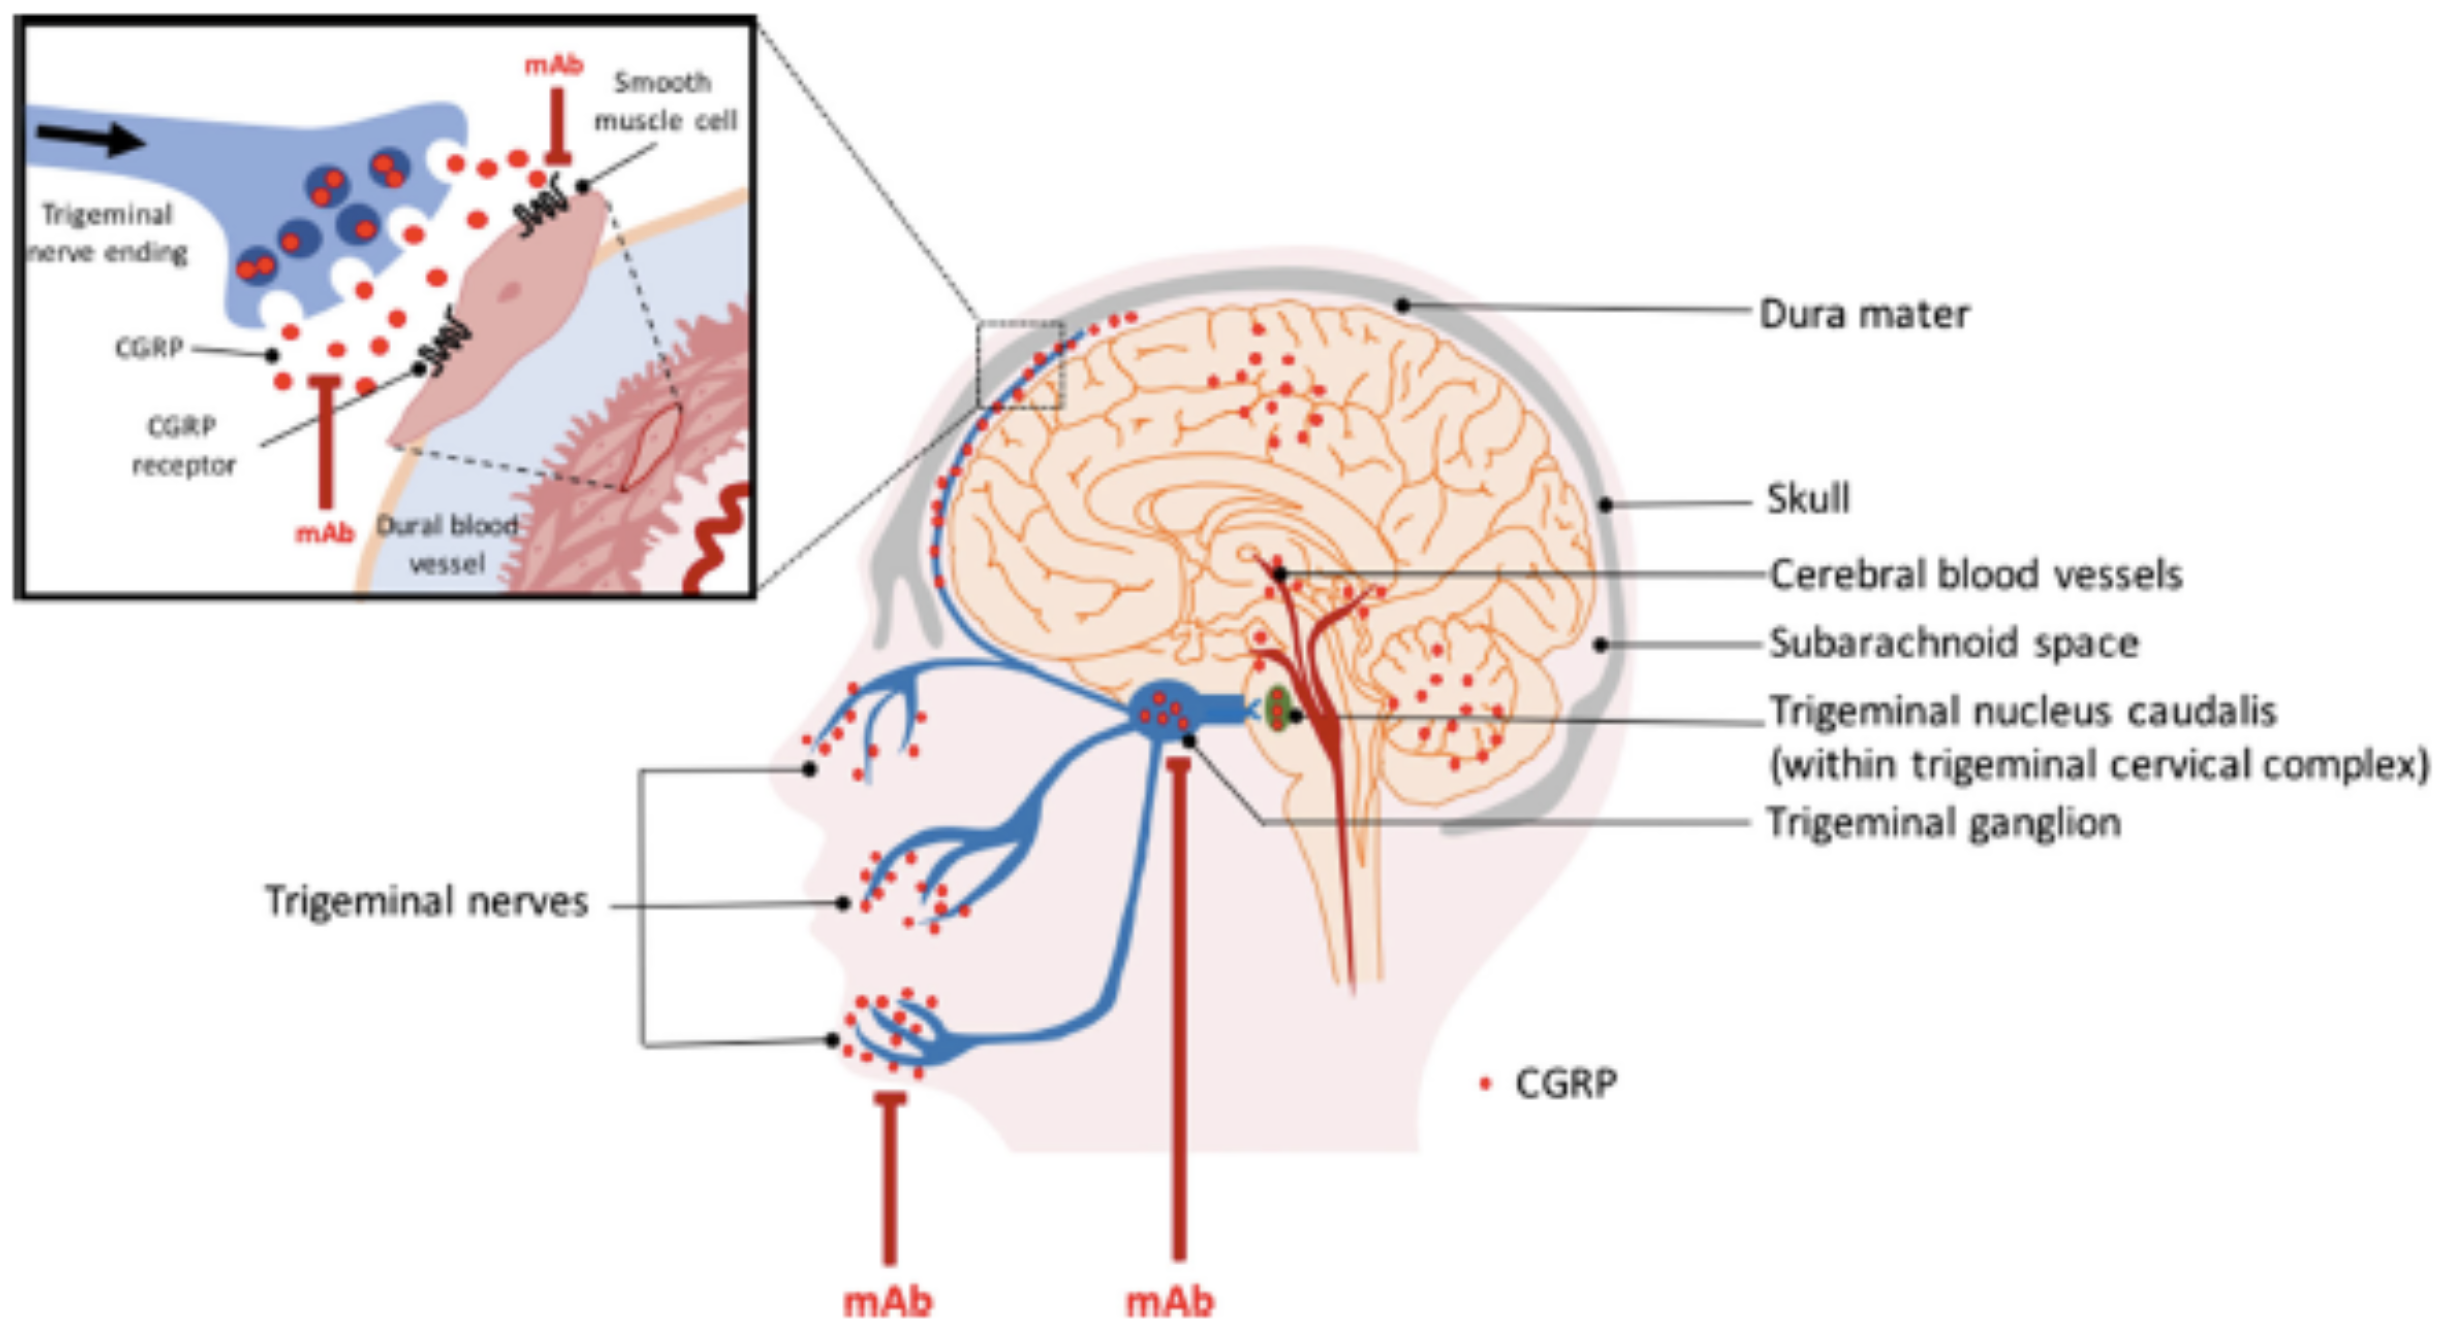 mAb
Smooth
muscle cell
Trigeminal
nerve ending
CGRP
CGRP
receptor
mAb
Dural blood
vessel
Dura mater
Skull
Cerebral blood vessels
Subarachnoid space
Trigeminal nucleus caudalis
(within trigeminal cervical complex)
Trigeminal ganglion
Trigeminal nerves
CGRP
mAb
mAb